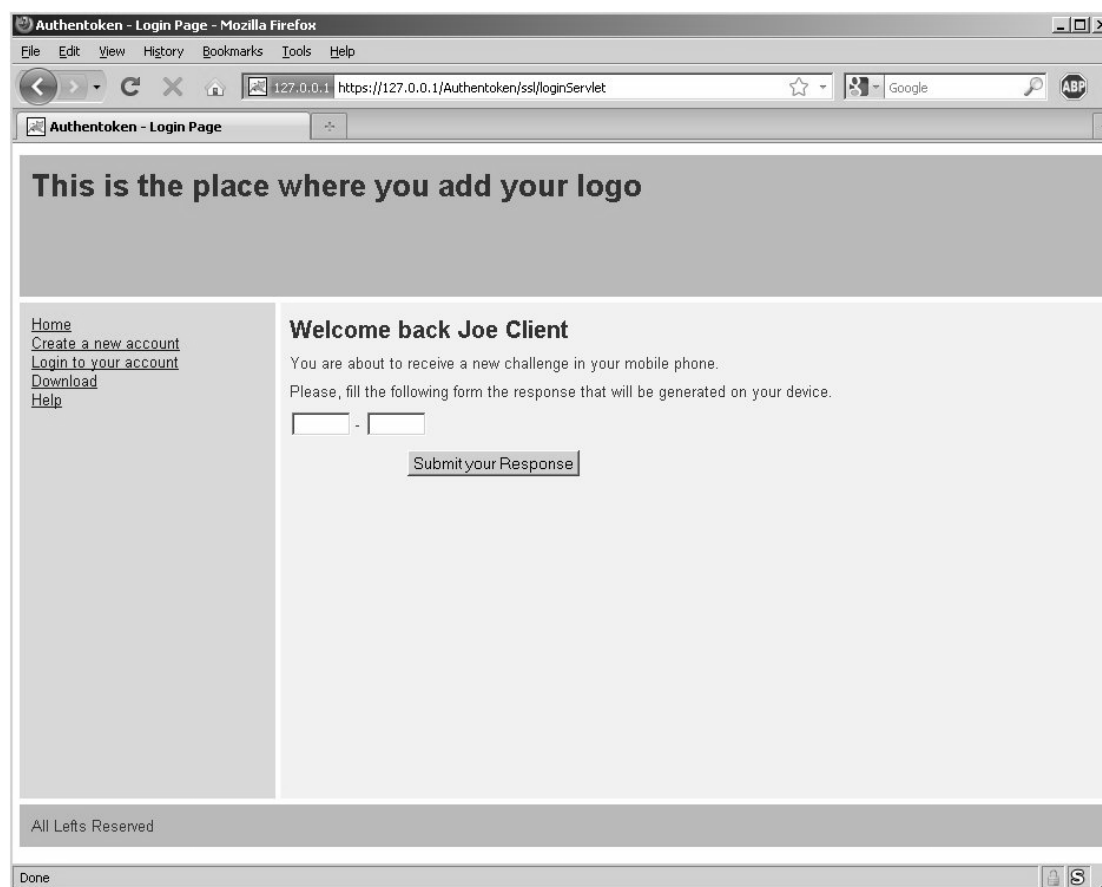 Authentoken - Login Page - Mozilla Firefox
File Edit View History Bookmarks Tools Help
127.0.0.1 https://127.0.0.1/Authentoken/ssl/loginServlet Google ABP
Authentoken - Login Page
This is the place where you add your logo
Home
Create a new account
Login to your account
Download
Help
Welcome back Joe Client
You are about to receive a new challenge in your mobile phone.
Please, fill the following form the response that will be generated on your device.
-
Submit your Response
All Lefts Reserved
Done S